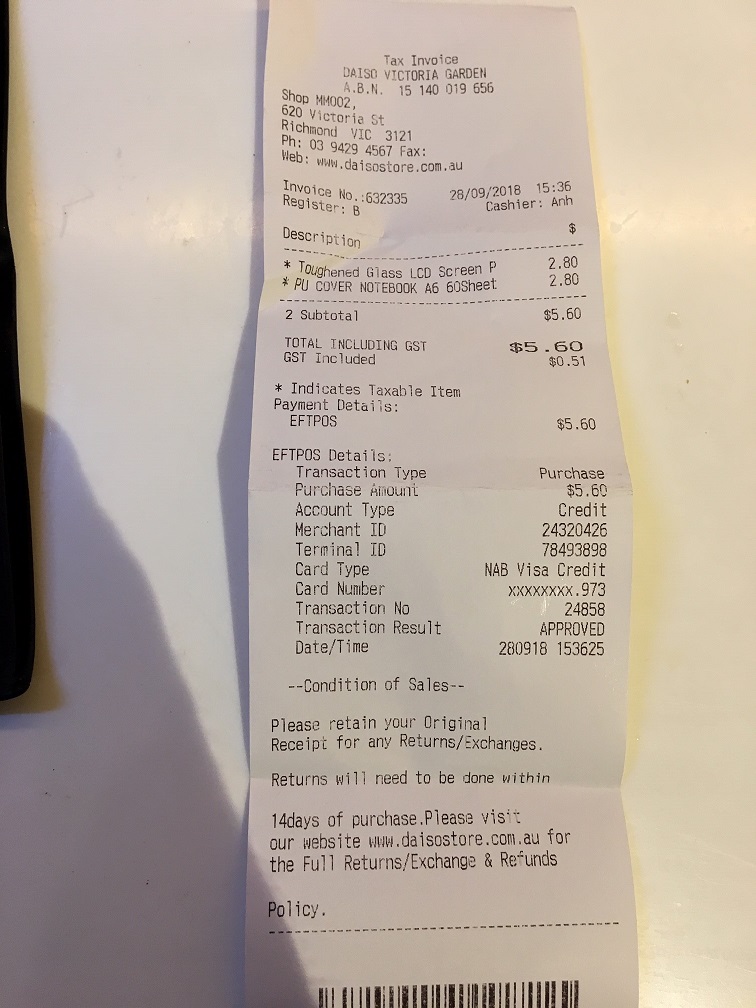 Tax Invoice
DAISO VICTORIA GARDEN
A.B.N. 15 140 019 656
Shop MM002,
620 Victoria St
Richmond VIC 3121
Ph: 03 9429 4567 Fax:
Web: www.daisostore.com.au
Invoice No.:632335 28/09/2018 15:36
Register: B Cashier: Anh
Description $
* Toughened Glass LCD Screen P 2.80
* PU COVER NOTEBOOK A6 60Sheet 2.80
2 Subtotal $5.60
TOTAL INCLUDING GST $5.60
GST Included $0.51
* Indicates Taxable Item
Payment Details:
EFTPOS $5.60
EFTPOS Details:
Transaction Type Purchase
Purchase Amount $5.60
Account Type Credit
Merchant ID 24320426
Terminal ID 78493898
Card Type NAB Visa Credit
Card Number xxxxxxxx.973
Transaction No 24858
Transaction Result APPROVED
Date/Time 280918 153625
--Condition of Sales--
Please retain your Original
Receipt for any Returns/Exchanges.
Returns will need to be done within
14days of purchase.Please visit
our website www.daisostore.com.au for
the Full Returns/Exchange & Refunds
Policy.